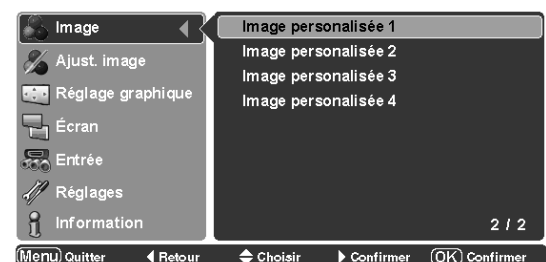 Image
Ajust. image
Réglage graphique
Écran
Entrée
Réglages
Information
Image personalisée 1
Image personalisée 2
Image personalisée 3
Image personalisée 4
2 / 2
Menu Quitter Retour Choisir Confirmer OK Confirmer